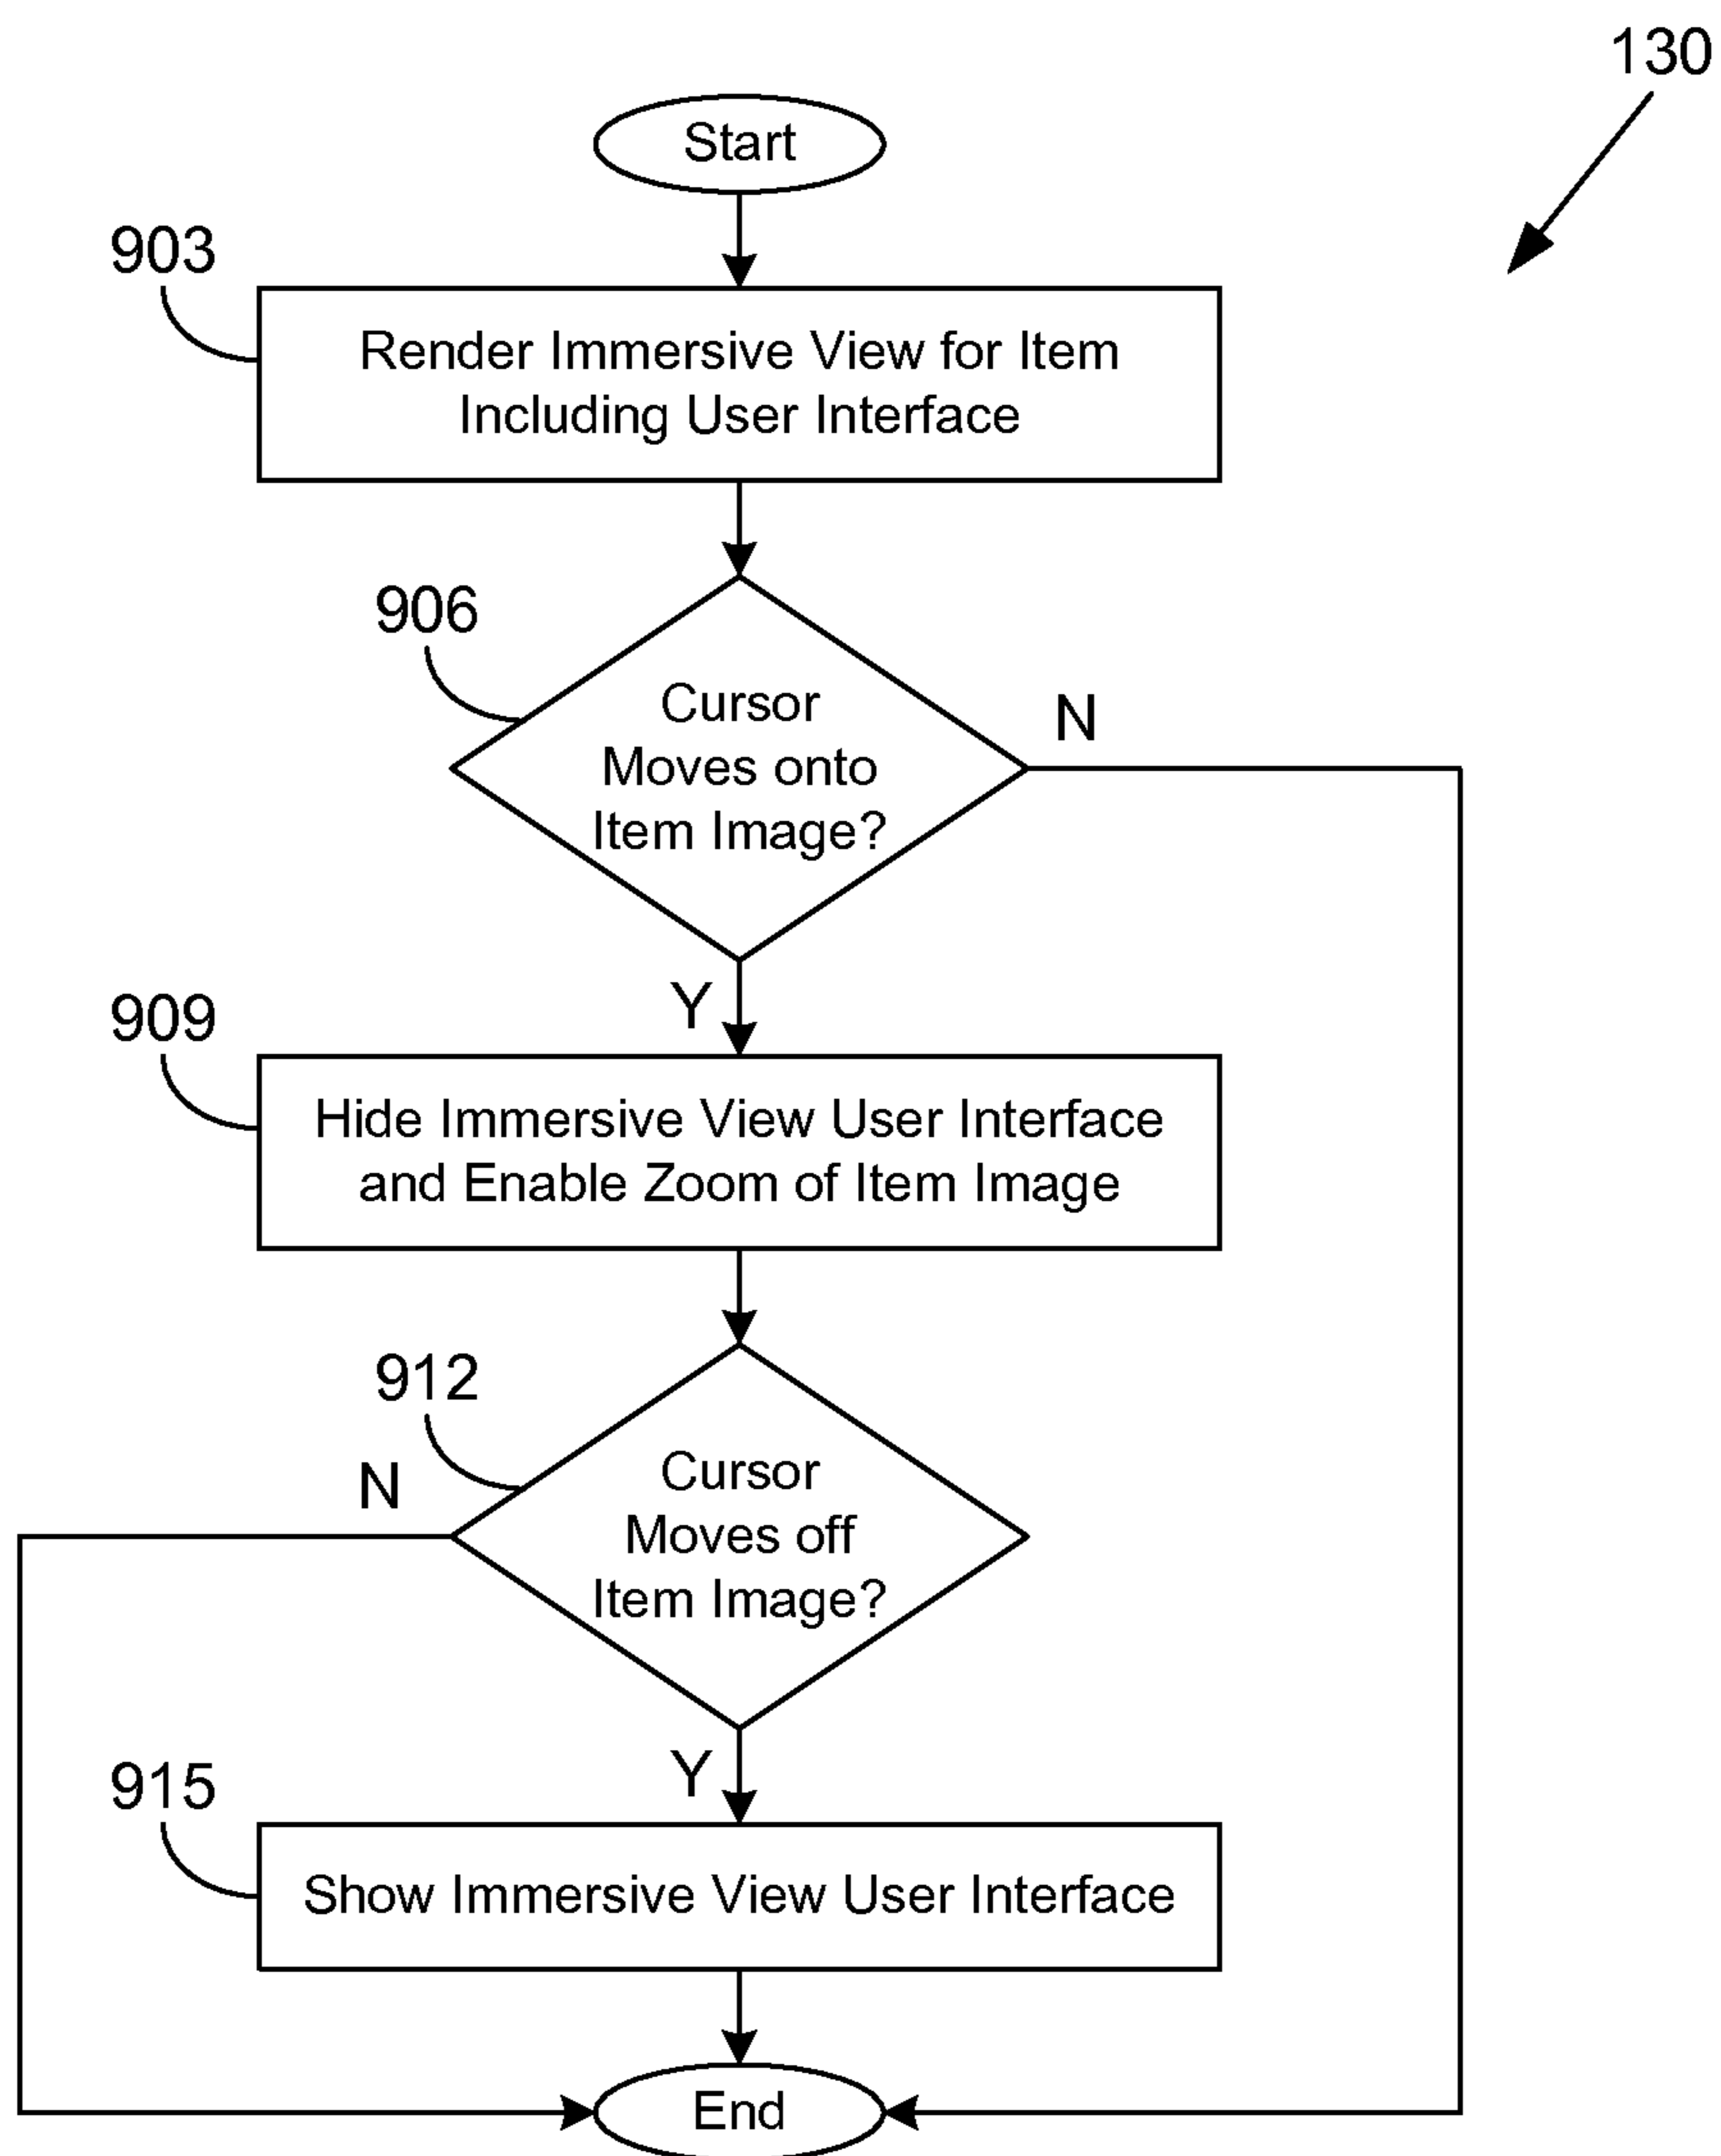 130
Start
903
Render Immersive View for Item
Including User Interface
906
Cursor
Moves onto
Item Image?
N
Y
909
Hide Immersive View User Interface
and Enable Zoom of Item Image
912
Cursor
Moves off
Item Image?
N
Y
915
Show Immersive View User Interface
End